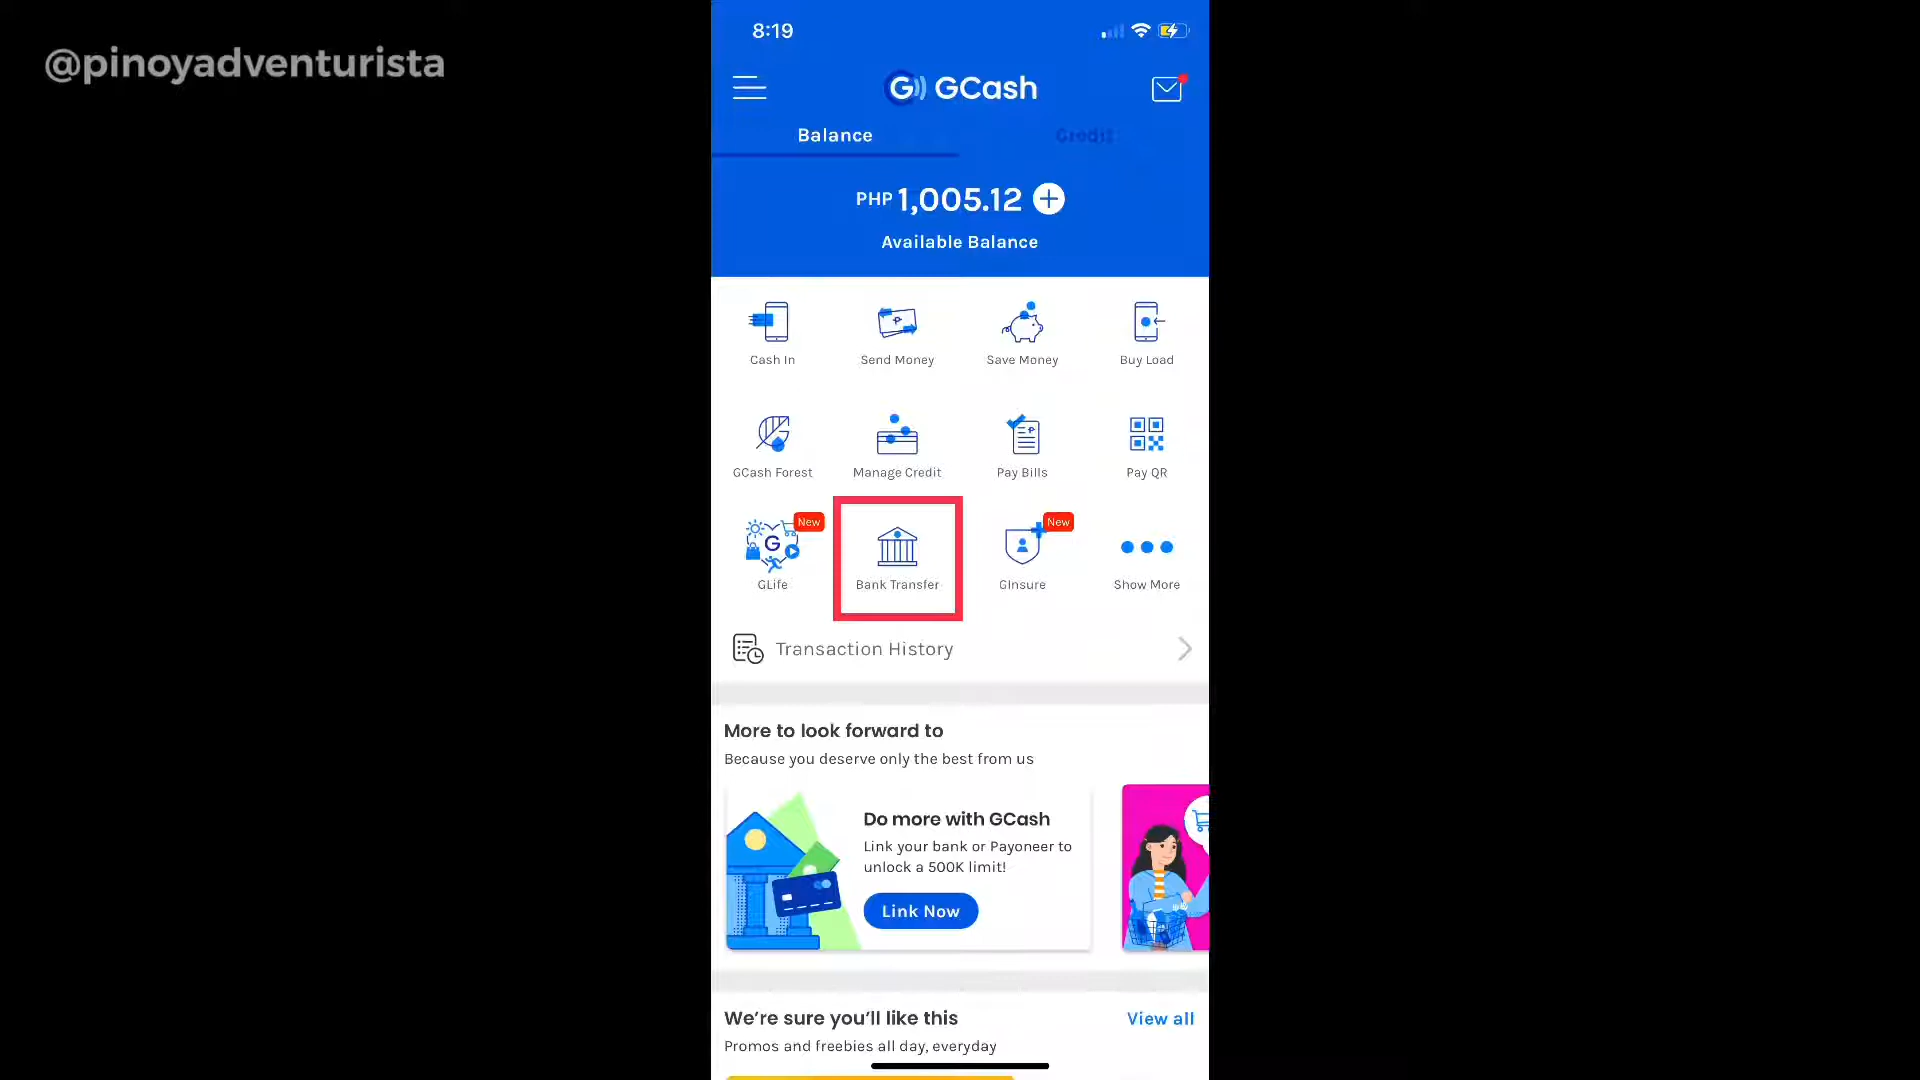 @pinoyadventurista
8:19
GCash
Balance
Credit
PHP 1,005.12
Available Balance
Cash In
Send Money
Save Money
Buy Load
GCash Forest
Manage Credit
Pay Bills
Pay QR
New
New
GLife
Bank Transfer
GInsure
Show More
Transaction History
More to look forward to
Because you deserve only the best from us
Do more with GCash
Link your bank or Payoneer to
unlock a 500K limit!
Link Now
We're sure you'll like this
View all
Promos and freebies all day, everyday